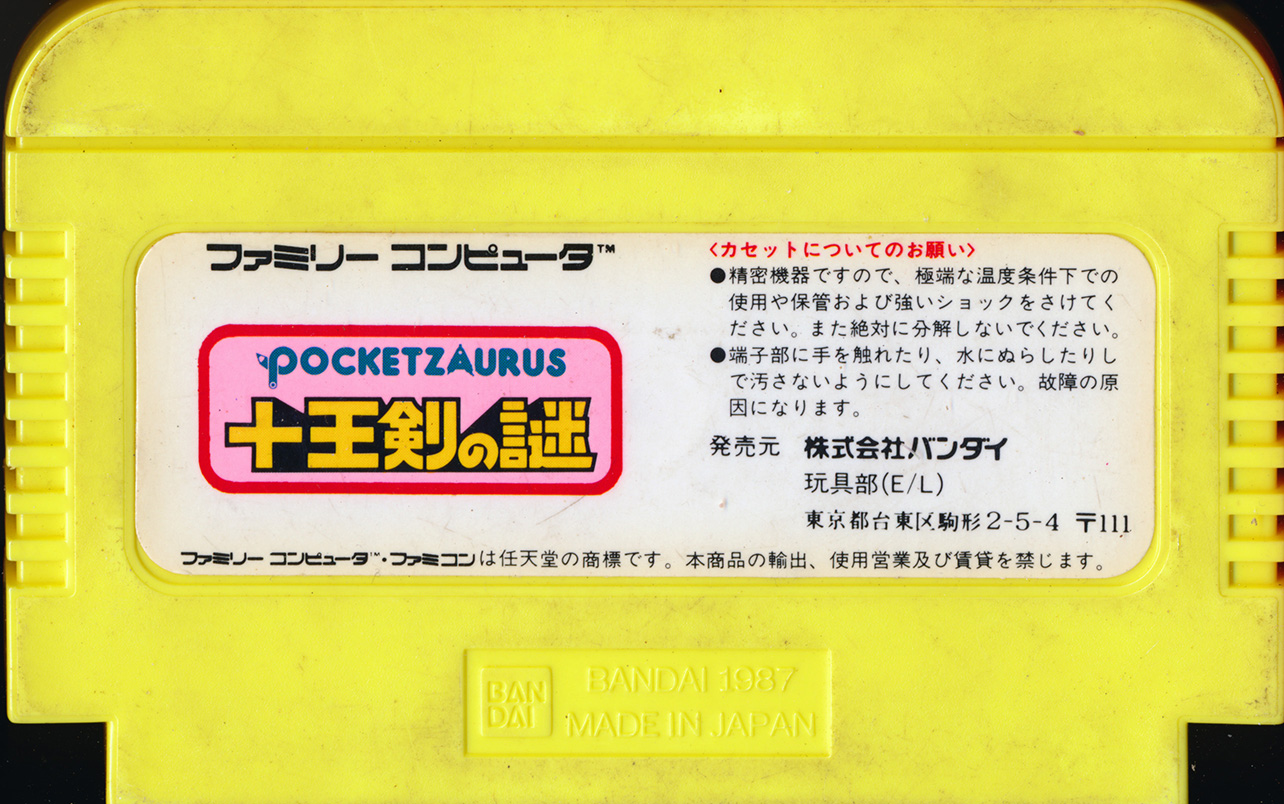 ファミリー コンピュータ™
POCKETZAURUS
十王剣の謎
〈カセットについてのお願い〉
●精密機器ですので、極端な温度条件下での
使用や保管および強いショックをさけてく
ださい。また絶対に分解しないでください。
●端子部に手を触れたり、水にぬらしたりし
で汚さないようにしてください。故障の原
因になります。
発売元 株式会社バンダイ
玩具部(E/L)
東京都台東区駒形2-5-4 〒111
ファミリー コンピュータ™・ファミコンは任天堂の商標です。本商品の輸出、使用営業及び賃貸を禁じます。
BAN
DAI
BANDAI 1987
MADE IN JAPAN